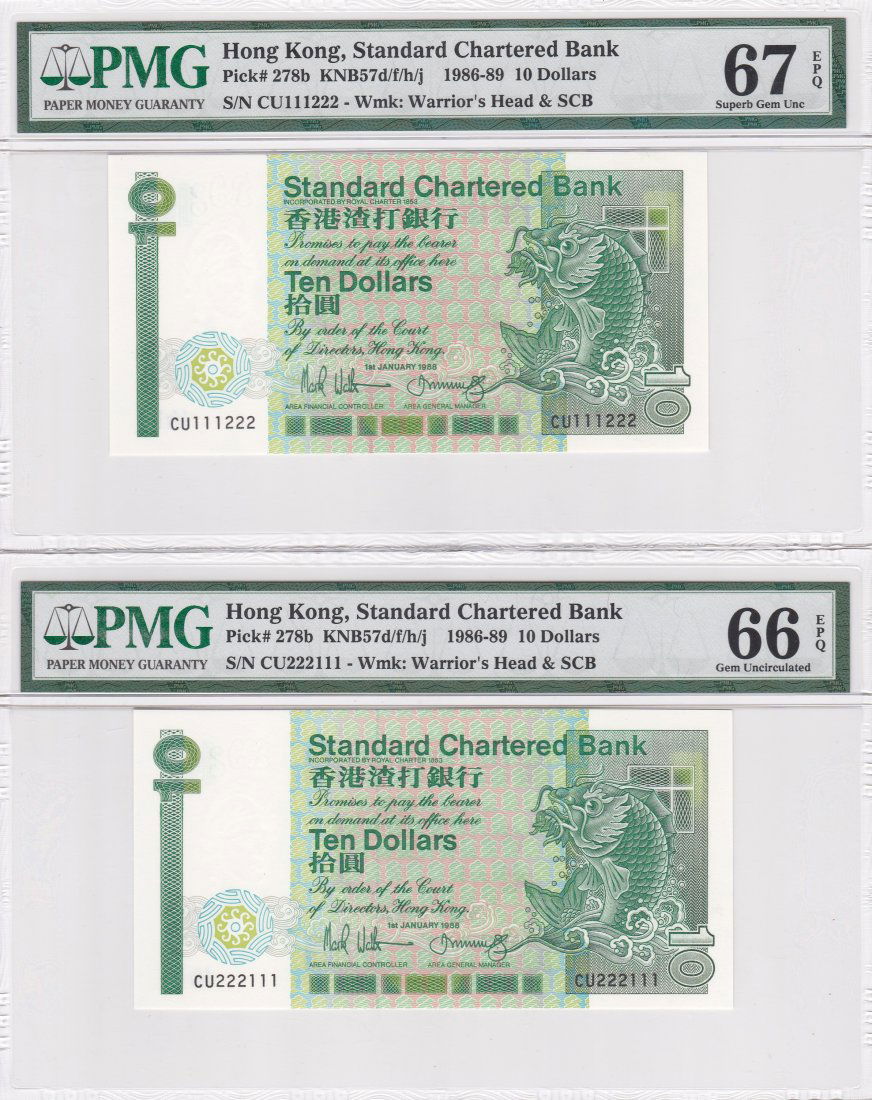 PMG
PAPER MONEY GUARANTY
Hong Kong, Standard Chartered Bank
Pick# 278b KNB57d/f/h/j 1986-89 10 Dollars
S/N CU111222 - Wmk: Warrior's Head & SCB
67 EPQ
Superb Gem Unc
Standard Chartered Bank
INCORPORATED BY ROYAL CHARTER 1853
香港渣打銀行
Promises to pay the bearer
on demand at its office here
Ten Dollars
拾圓
By order of the Court
of Directors, Hong Kong.
1st JANUARY 1988
AREA FINANCIAL CONTROLLER AREA GENERAL MANAGER
CU111222 CU111222
10
PMG
PAPER MONEY GUARANTY
Hong Kong, Standard Chartered Bank
Pick# 278b KNB57d/f/h/j 1986-89 10 Dollars
S/N CU222111 - Wmk: Warrior's Head & SCB
66 EPQ
Gem Uncirculated
Standard Chartered Bank
INCORPORATED BY ROYAL CHARTER 1853
香港渣打銀行
Promises to pay the bearer
on demand at its office here
Ten Dollars
拾圓
By order of the Court
of Directors, Hong Kong.
1st JANUARY 1988
AREA FINANCIAL CONTROLLER AREA GENERAL MANAGER
CU222111 CU222111
10